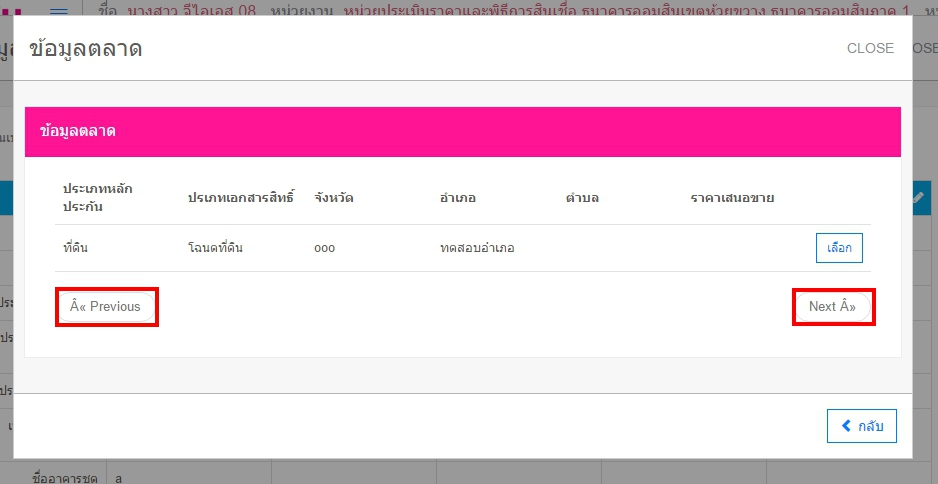 ชื่อ นางสาว จีไอเอส 08 หน่วยงาน หน่วยประเมินราคาและพิธีการสินเชื่อ ธนาคารออมสินเขตห้วยขวาง ธนาคารออมสินภาค 1
ข้อมูลตลาด
CLOSE
ข้อมูลตลาด
ประเภทหลัก
ประกัน ปรเภทเอกสารสิทธิ์ จังหวัด อำเภอ ตำบล ราคาเสนอขาย
ที่ดิน โฉนดที่ดิน ooo ทดสอบอำเภอ เลือก
Â« Previous Next Â»
กลับ
ชื่ออาคารชุด a